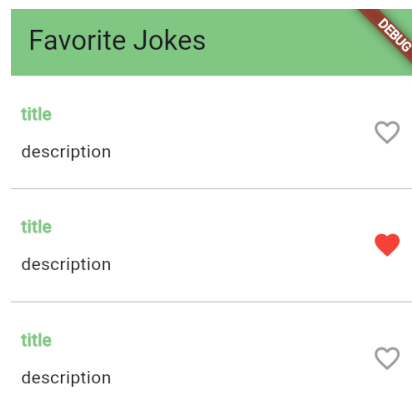 Favorite Jokes
DEBUG
title
description
title
description
title
description